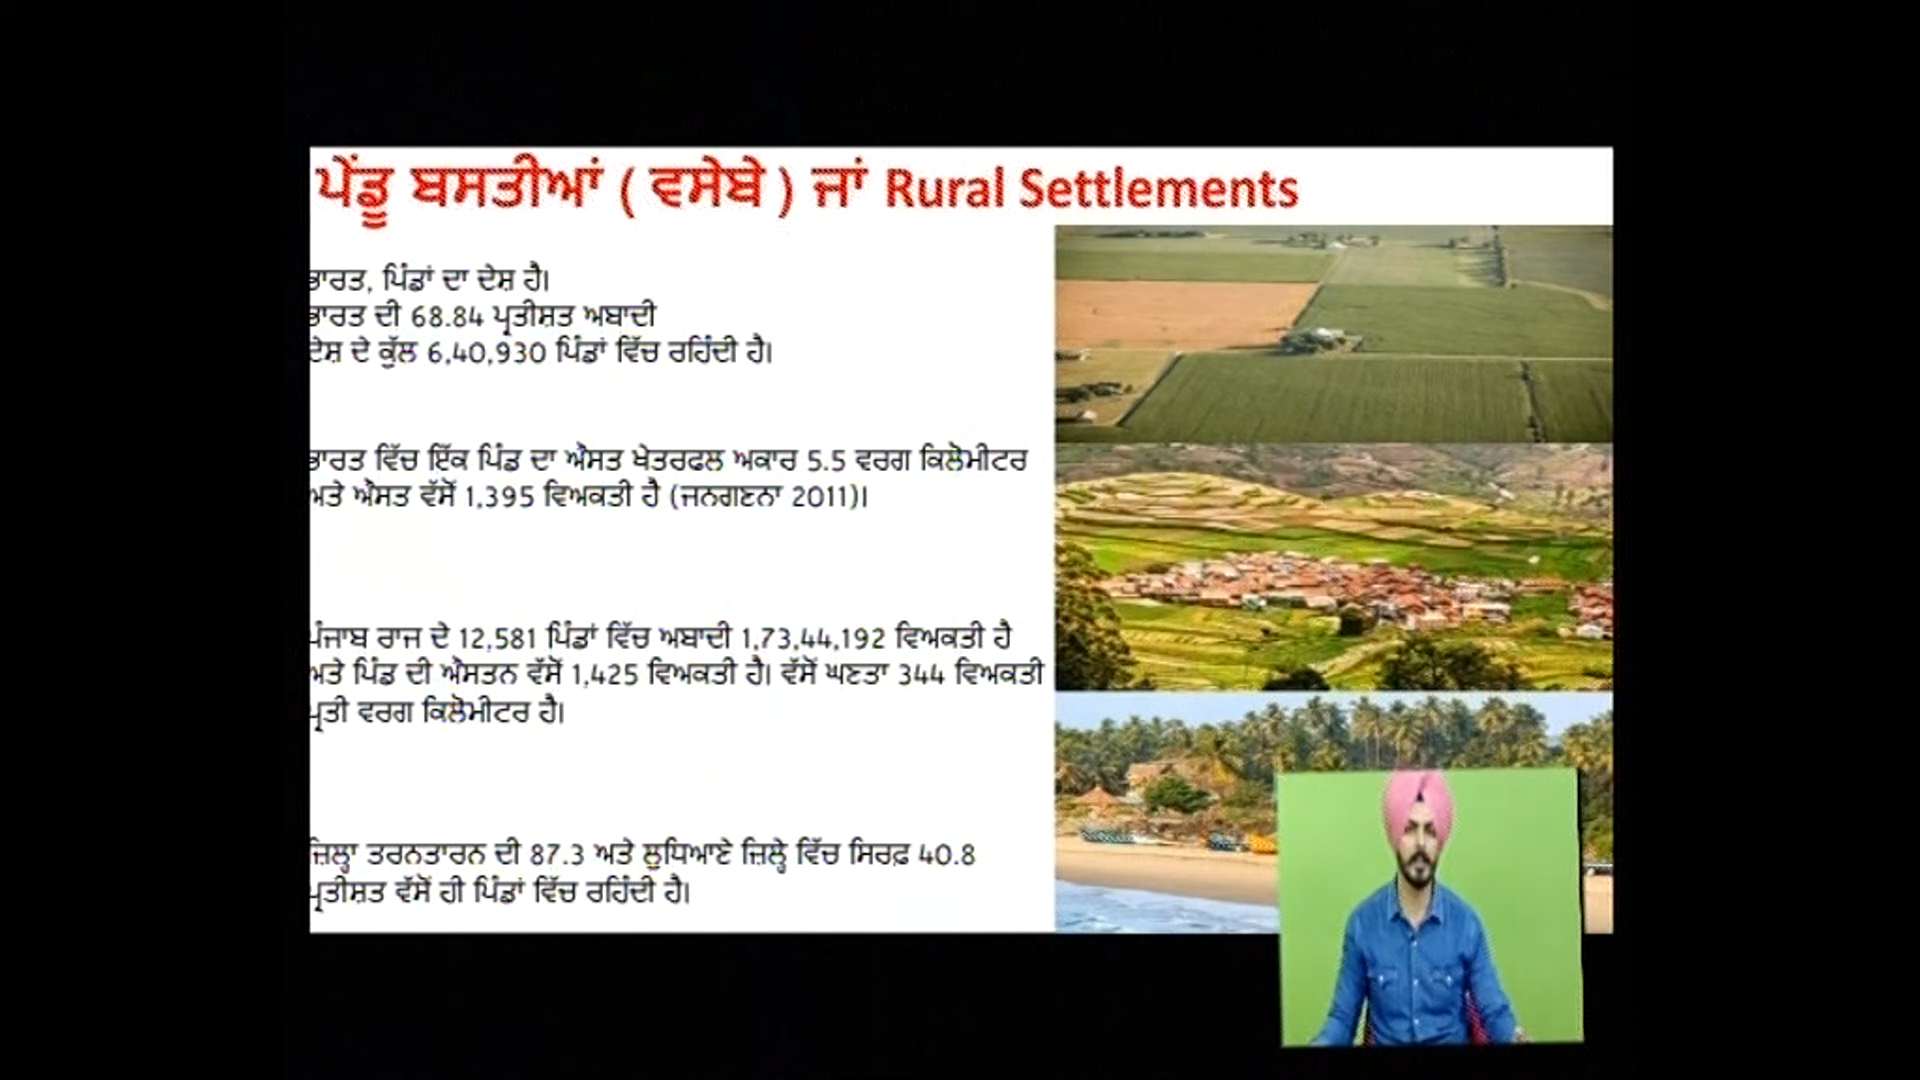 ਪੇਂਡੂ ਬਸਤੀਆਂ ( ਵਸੇਬੇ ) ਜਾਂ Rural Settlements
ਭਾਰਤ, ਪਿੰਡਾਂ ਦਾ ਦੇਸ਼ ਹੈ।
ਭਾਰਤ ਦੀ 68.84 ਪ੍ਰਤੀਸ਼ਤ ਅਬਾਦੀ
ਦੇਸ਼ ਦੇ ਕੁੱਲ 6,40,930 ਪਿੰਡਾਂ ਵਿੱਚ ਰਹਿੰਦੀ ਹੈ।
ਭਾਰਤ ਵਿੱਚ ਇੱਕ ਪਿੰਡ ਦਾ ਔਸਤ ਖੇਤਰਫਲ ਅਕਾਰ 5.5 ਵਰਗ ਕਿਲੋਮੀਟਰ
ਅਤੇ ਔਸਤ ਵੱਸੋਂ 1,395 ਵਿਅਕਤੀ ਹੈ (ਜਨਗਣਨਾ 2011)।
ਪੰਜਾਬ ਰਾਜ ਦੇ 12,581 ਪਿੰਡਾਂ ਵਿੱਚ ਅਬਾਦੀ 1,73,44,192 ਵਿਅਕਤੀ ਹੈ
ਅਤੇ ਪਿੰਡ ਦੀ ਔਸਤਨ ਵੱਸੋਂ 1,425 ਵਿਅਕਤੀ ਹੈ। ਵੱਸੋਂ ਘਣਤਾ 344 ਵਿਅਕਤੀ
ਪ੍ਰਤੀ ਵਰਗ ਕਿਲੋਮੀਟਰ ਹੈ।
ਜ਼ਿਲ੍ਹਾ ਤਰਨਤਾਰਨ ਦੀ 87.3 ਅਤੇ ਲੁਧਿਆਣੇ ਜ਼ਿਲ੍ਹੇ ਵਿੱਚ ਸਿਰਫ਼ 40.8
ਪ੍ਰਤੀਸ਼ਤ ਵੱਸੋਂ ਹੀ ਪਿੰਡਾਂ ਵਿੱਚ ਰਹਿੰਦੀ ਹੈ।